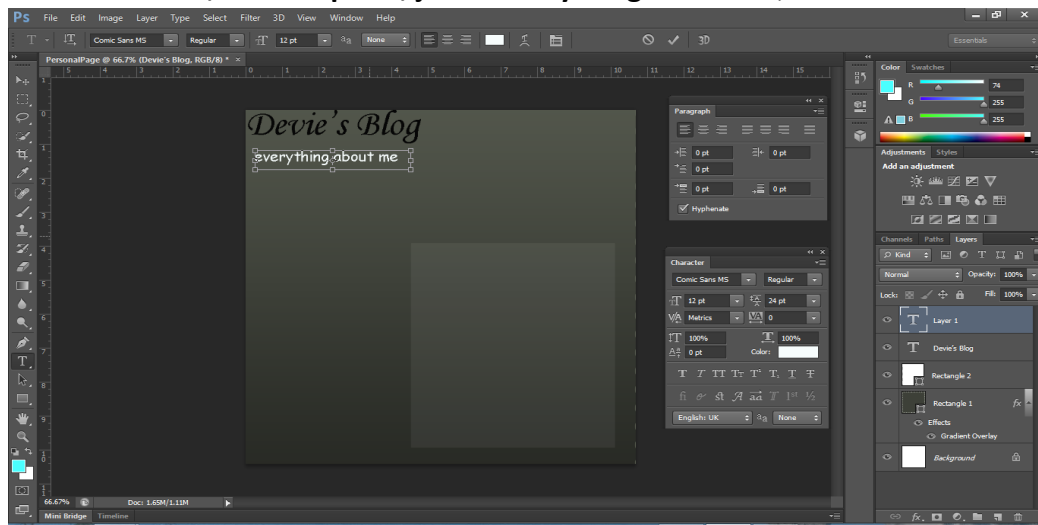 Ps File Edit Image Layer Type Select Filter 3D View Window Help
T Comic Sans MS Regular 12 pt None 3D Essentials
PersonalPage @ 66.7% (Devie's Blog, RGB/8) * ×
Devie's Blog
everything about me
Paragraph
0 pt 0 pt
0 pt
0 pt 0 pt
Hyphenate
Character
Comic Sans MS Regular
12 pt 24 pt
Metrics 0
100% 100%
0 pt Color:
English: UK None
Color Swatches
R 74
G 255
B 255
Adjustments Styles
Add an adjustment
Channels Paths Layers
Kind
Normal Opacity: 100%
Lock: Fill: 100%
Layer 1
Devie's Blog
Rectangle 2
Rectangle 1 fx
Effects
Gradient Overlay
Background
66.67% Doc: 1.65M/1.11M
Mini Bridge Timeline